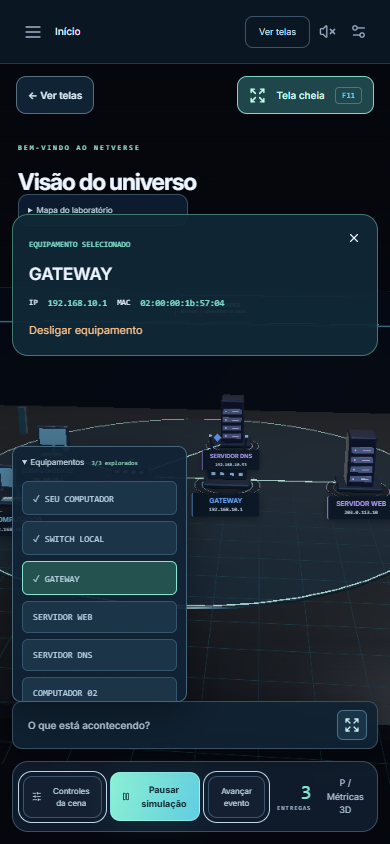 Início
Ver telas
← Ver telas
Tela cheia F11
BEM-VINDO AO NETVERSE
Visão do universo
▸ Mapa do laboratório
EQUIPAMENTO SELECIONADO
GATEWAY
IP 192.168.10.1 MAC 02:00:00:1b:57:04
Desligar equipamento
SERVIDOR DNS
GATEWAY
192.168.10.1
SERVIDOR WEB
203.0.113.10
▾ Equipamentos 3/3 explorados
✓ SEU COMPUTADOR
✓ SWITCH LOCAL
✓ GATEWAY
SERVIDOR WEB
SERVIDOR DNS
COMPUTADOR 02
O que está acontecendo?
Controles
da cena
Pausar
simulação
Avançar
evento
3
ENTREGAS
P /
Métricas
3D